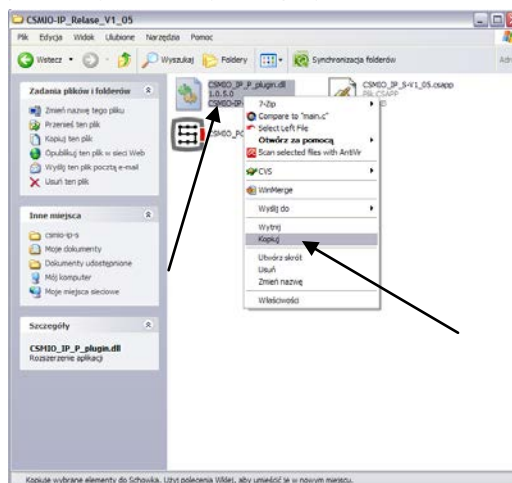 CSMIO-IP_Relase_V1_05
Plik Edycja Widok Ulubione Narzędzia Pomoc
Wstecz Wyszukaj Foldery Synchronizacja folderów
Zadania plików i folderów
Zmień nazwę tego pliku
Przenieś ten plik
Kopiuj ten plik
Opublikuj ten plik w sieci Web
Wyślij ten plik pocztą e-mail
Usuń ten plik
Inne miejsca
csmio-ip-s
Moje dokumenty
Dokumenty udostępnione
Mój komputer
Moje miejsca sieciowe
Szczegóły
CSMIO_IP_P_plugin.dll
Rozszerzenie aplikacji
CSMIO_IP_P_plugin.dll
1.0.5.0
CSMIO-IP
CSMIO_IP_S-V1_05.csapp
Plik CSAPP
7-Zip
Compare to "main.c"
Select Left File
Otwórz za pomocą
Scan selected files with AntiVir
CVS
WinMerge
Wyślij do
Wytnij
Kopiuj
Utwórz skrót
Usuń
Zmień nazwę
Właściwości
Kopiuje wybrane elementy do Schowka. Użyj polecenia Wklej, aby umieścić je w nowym miejscu.